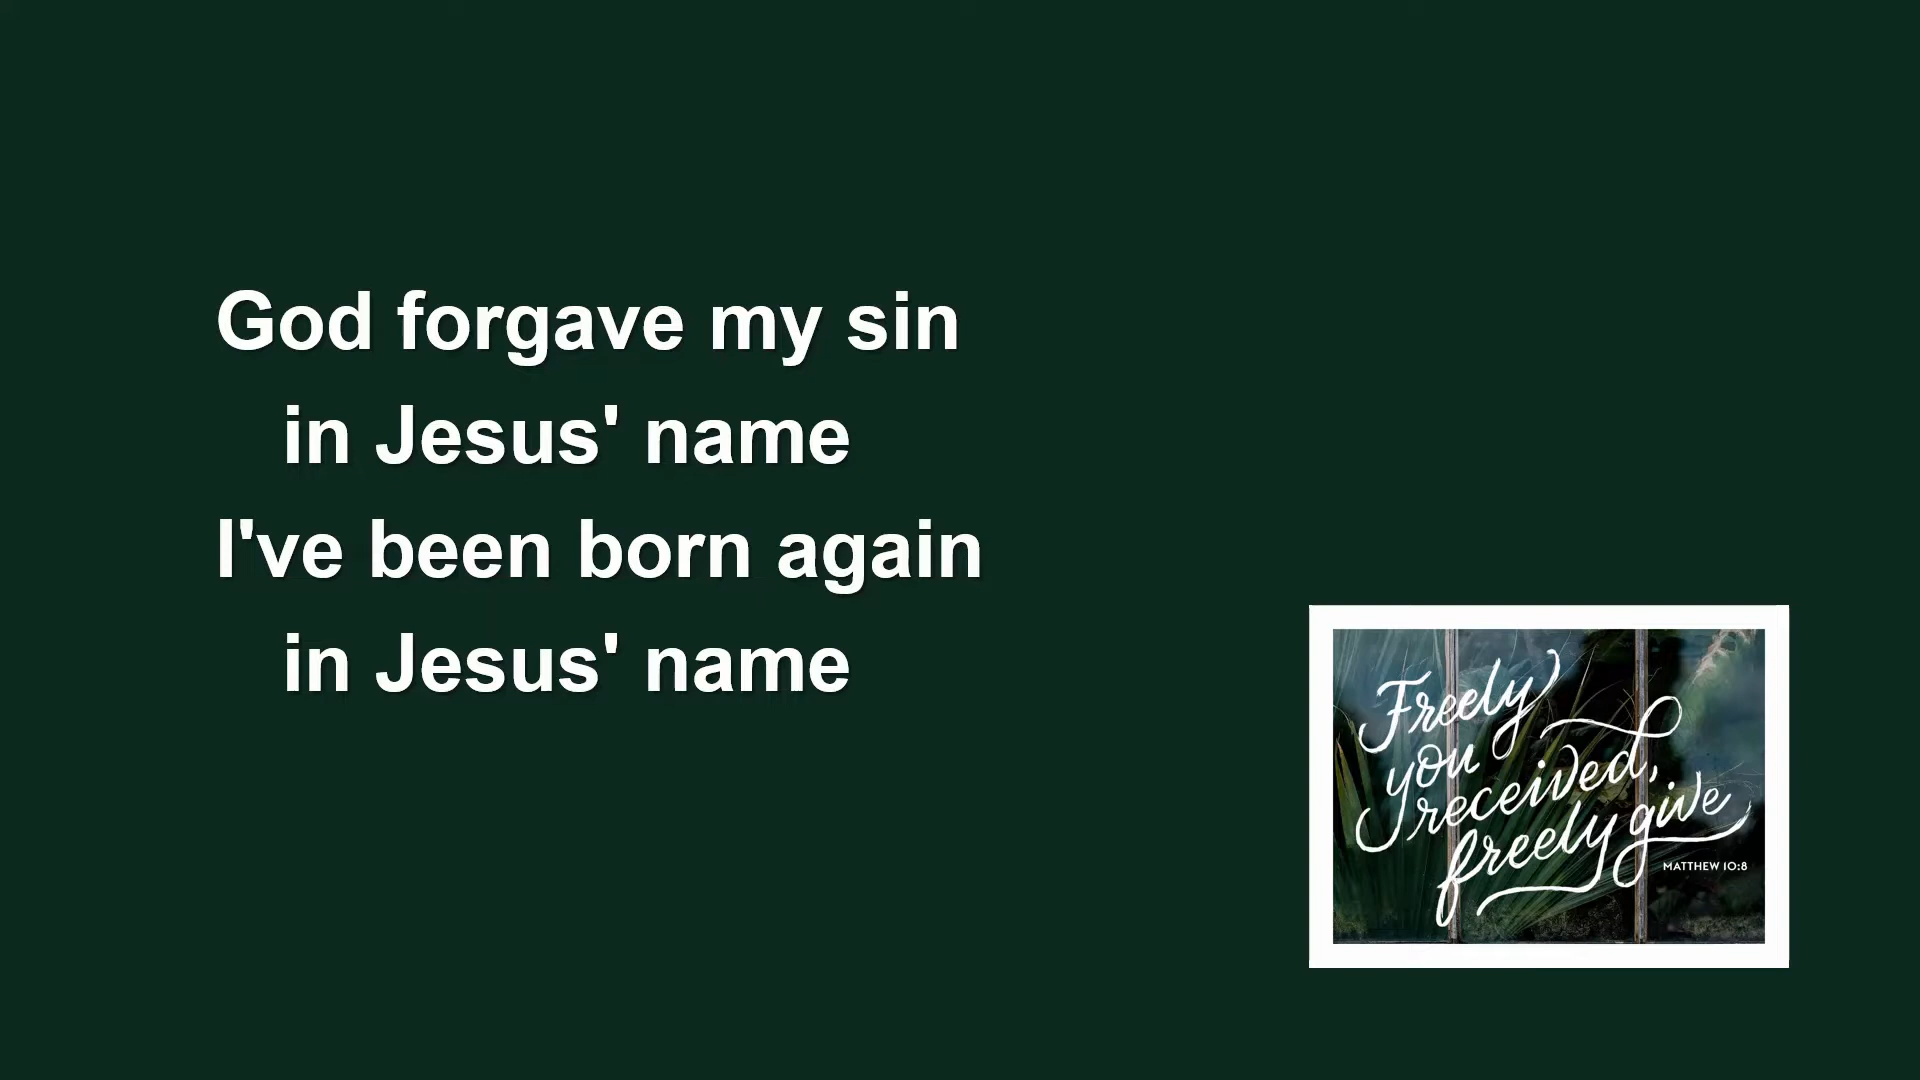 God forgave my sin
in Jesus' name
I've been born again
in Jesus' name
Freely
you
received,
freely give
MATTHEW 10:8